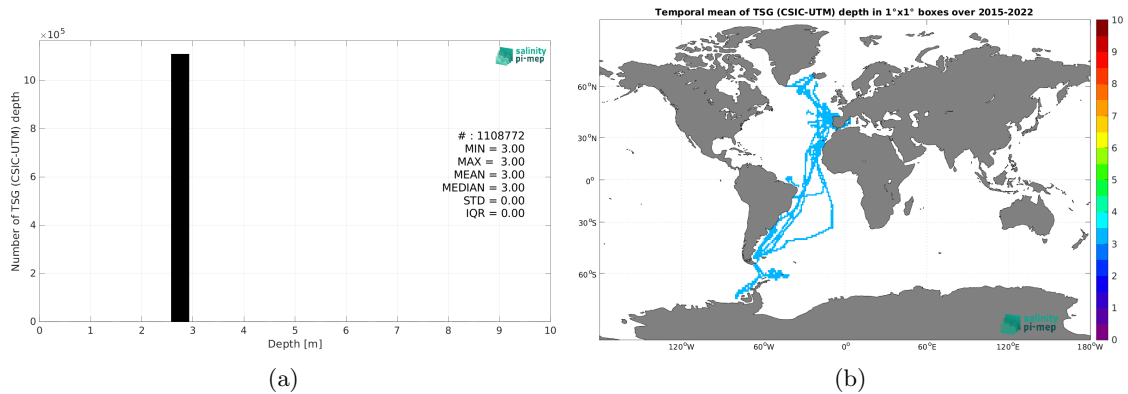 ×10⁵
10
8
6
4
2
0
Number of TSG (CSIC-UTM) depth
salinity
pi-mep
# : 1108772
MIN = 3.00
MAX = 3.00
MEAN = 3.00
MEDIAN = 3.00
STD = 0.00
IQR = 0.00
0 1 2 3 4 5 6 7 8 9 10
Depth [m]
(a)
Temporal mean of TSG (CSIC-UTM) depth in 1°x1° boxes over 2015-2022
60°N
30°N
0°
30°S
60°S
120°W 60°W 0° 60°E 120°E 180°W
salinity
pi-mep
10
9
8
7
6
5
4
3
2
1
0
(b)